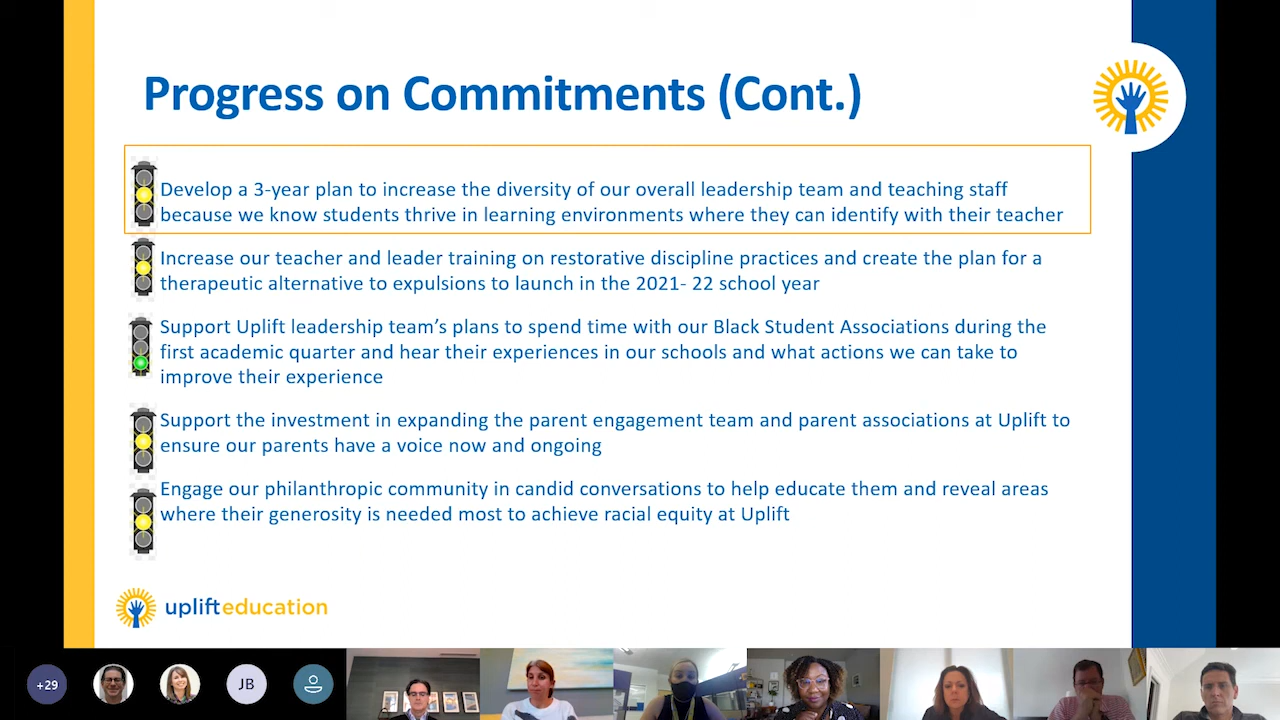 Progress on Commitments (Cont.)
Develop a 3-year plan to increase the diversity of our overall leadership team and teaching staff
because we know students thrive in learning environments where they can identify with their teacher
Increase our teacher and leader training on restorative discipline practices and create the plan for a
therapeutic alternative to expulsions to launch in the 2021- 22 school year
Support Uplift leadership team’s plans to spend time with our Black Student Associations during the
first academic quarter and hear their experiences in our schools and what actions we can take to
improve their experience
Support the investment in expanding the parent engagement team and parent associations at Uplift to
ensure our parents have a voice now and ongoing
Engage our philanthropic community in candid conversations to help educate them and reveal areas
where their generosity is needed most to achieve racial equity at Uplift
uplifteducation
+29
JB